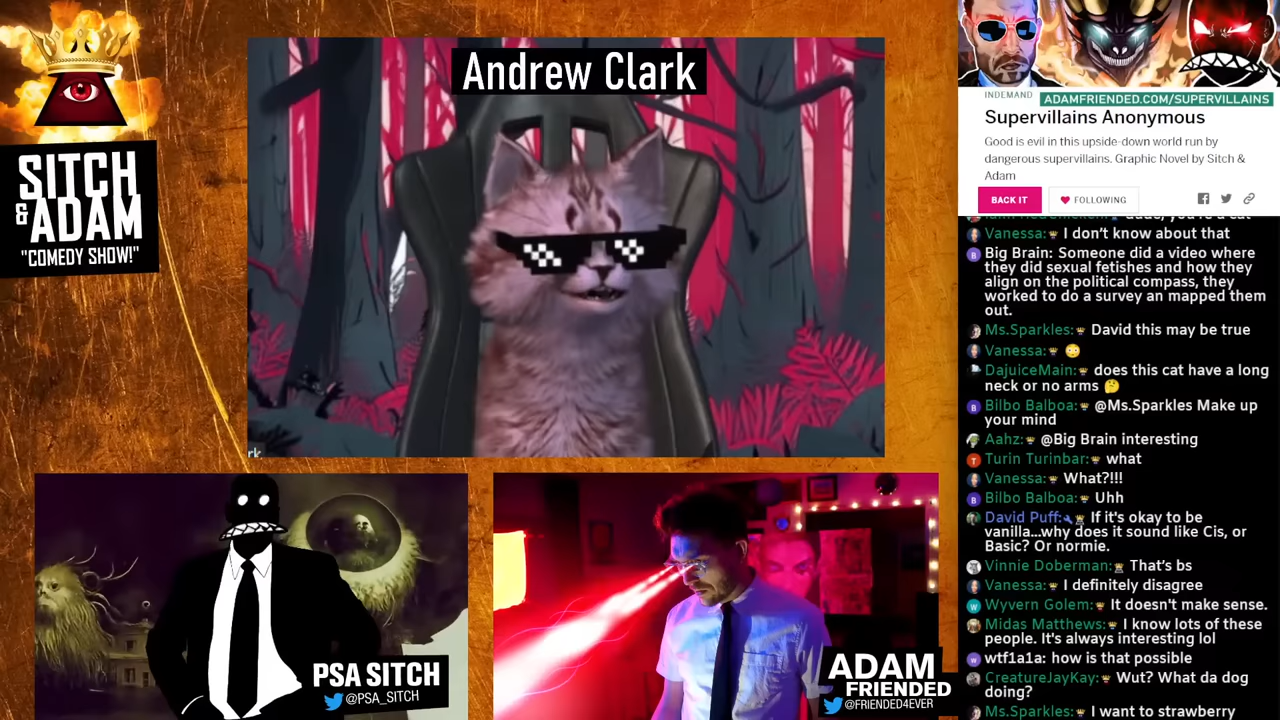 SITCH
& ADAM
"COMEDY SHOW!"
Andrew Clark
rk
PSA SITCH
@PSA_SITCH
ADAM
FRIENDED
@FRIENDED4EVER
INDEMAND
ADAMFRIENDED.COM/SUPERVILLAINS
Supervillains Anonymous
Good is evil in this upside-down world run by
dangerous supervillains. Graphic Novel by Sitch &
Adam
BACK IT
FOLLOWING
Vanessa: I don't know about that
Big Brain: Someone did a video where
they did sexual fetishes and how they
align on the political compass, they
worked to do a survey an mapped them
out.
Ms.Sparkles: David this may be true
Vanessa: 😳
DajuiceMain: does this cat have a long
neck or no arms 🤔
Bilbo Balboa: @Ms.Sparkles Make up
your mind
Aahz: @Big Brain interesting
Turin Turinbar: what
Vanessa: What?!!!
Bilbo Balboa: Uhh
David Puff: If it's okay to be
vanilla...why does it sound like Cis, or
Basic? Or normie.
Vinnie Doberman: That's bs
Vanessa: I definitely disagree
Wyvern Golem: It doesn't make sense.
Midas Matthews: I know lots of these
people. It's always interesting lol
wtf1a1a: how is that possible
CreatureJayKay: Wut? What da dog
doing?
Ms.Sparkles: I want to strawberry